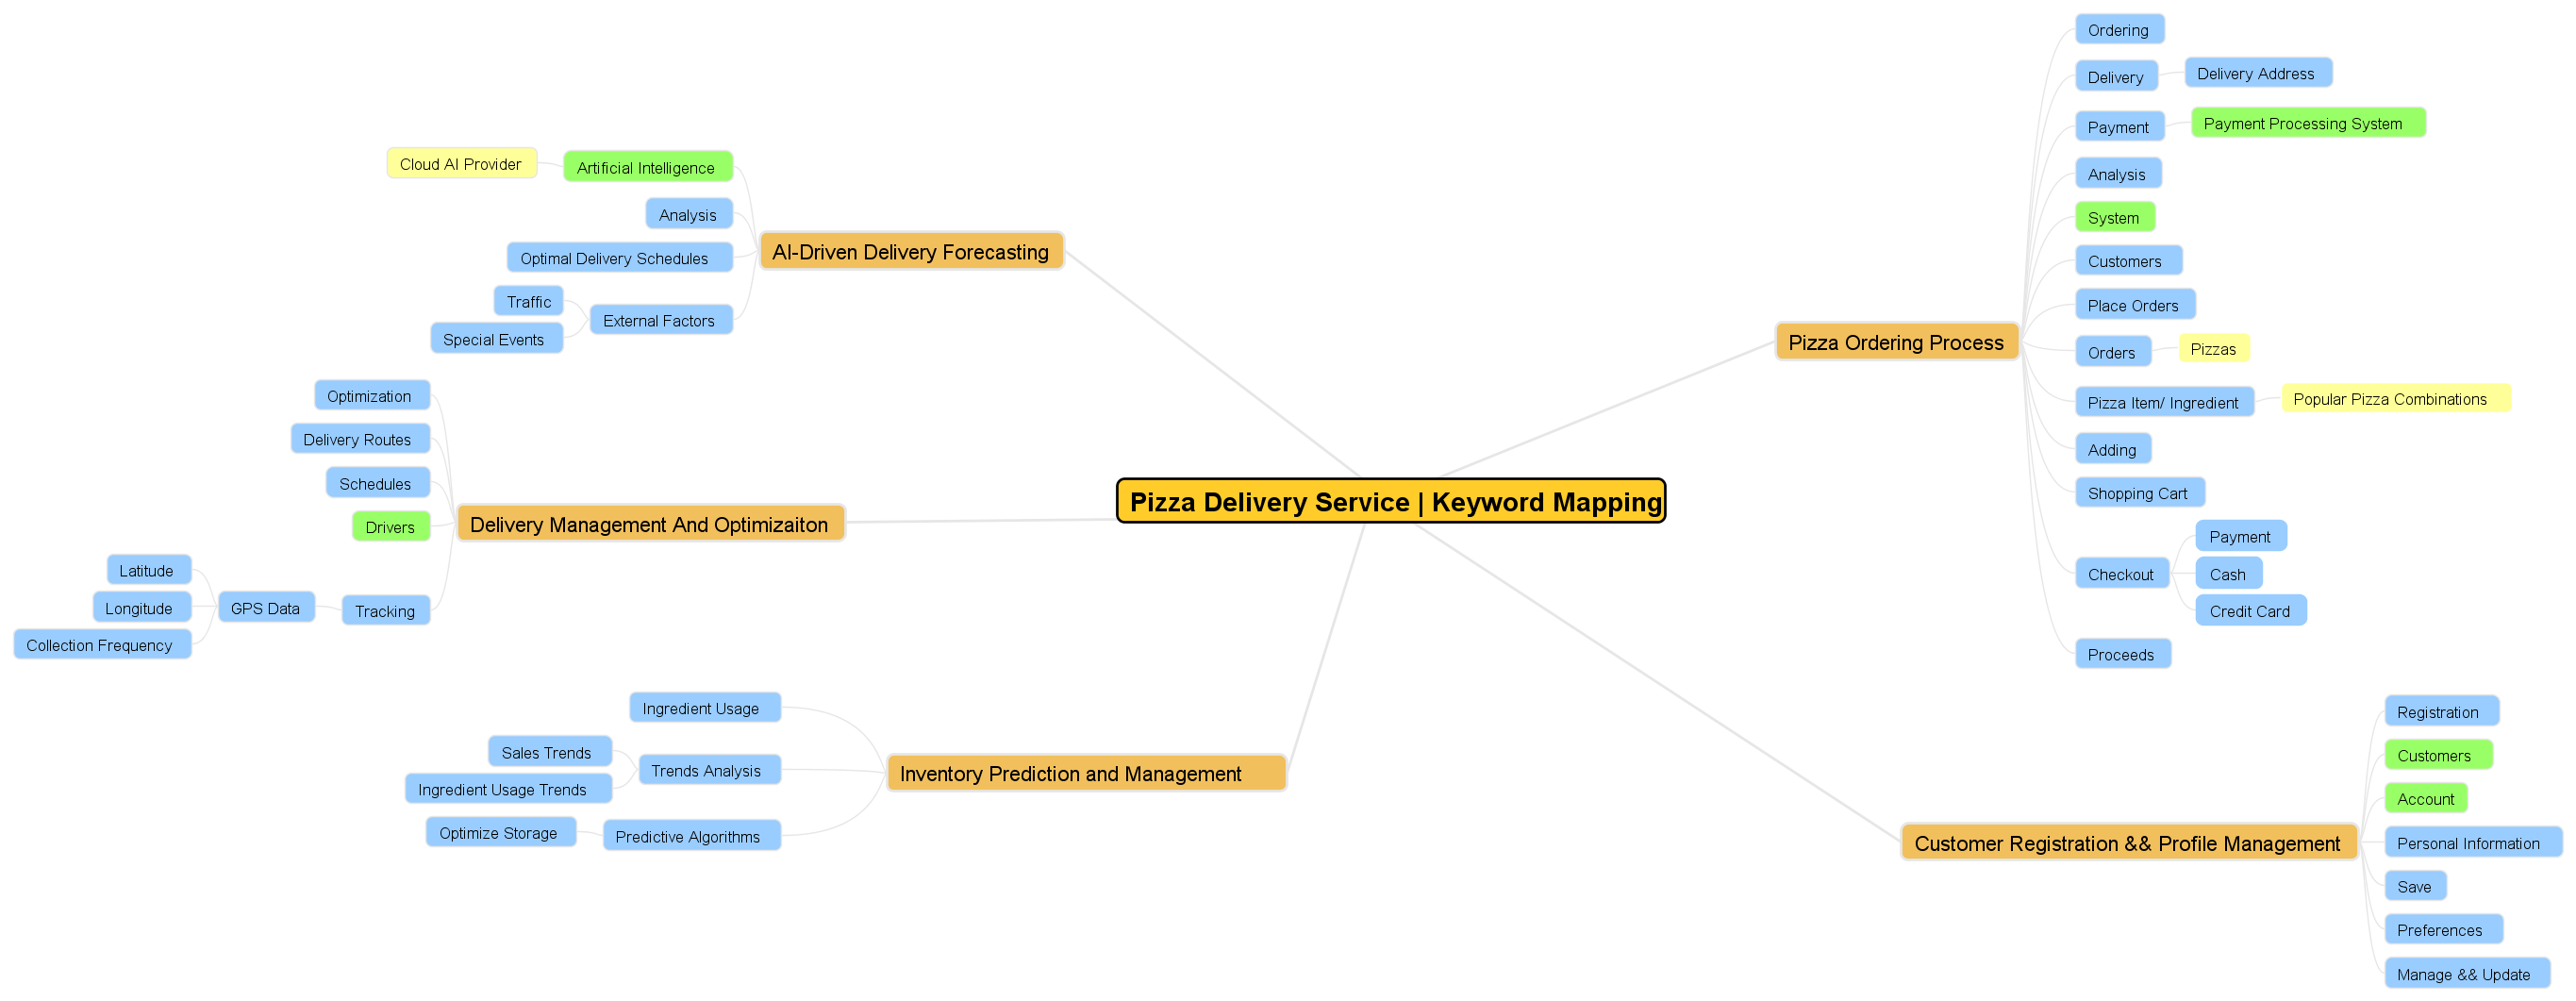 Pizza Delivery Service | Keyword Mapping
Pizza Ordering Process
Ordering
Delivery
Delivery Address
Payment
Payment Processing System
Analysis
System
Customers
Place Orders
Orders
Pizzas
Pizza Item/ Ingredient
Popular Pizza Combinations
Adding
Shopping Cart
Checkout
Payment
Cash
Credit Card
Proceeds
Customer Registration && Profile Management
Registration
Customers
Account
Personal Information
Save
Preferences
Manage && Update
AI-Driven Delivery Forecasting
Artificial Intelligence
Cloud AI Provider
Analysis
Optimal Delivery Schedules
External Factors
Traffic
Special Events
Delivery Management And Optimizaiton
Optimization
Delivery Routes
Schedules
Drivers
Tracking
GPS Data
Latitude
Longitude
Collection Frequency
Inventory Prediction and Management
Ingredient Usage
Trends Analysis
Sales Trends
Ingredient Usage Trends
Predictive Algorithms
Optimize Storage